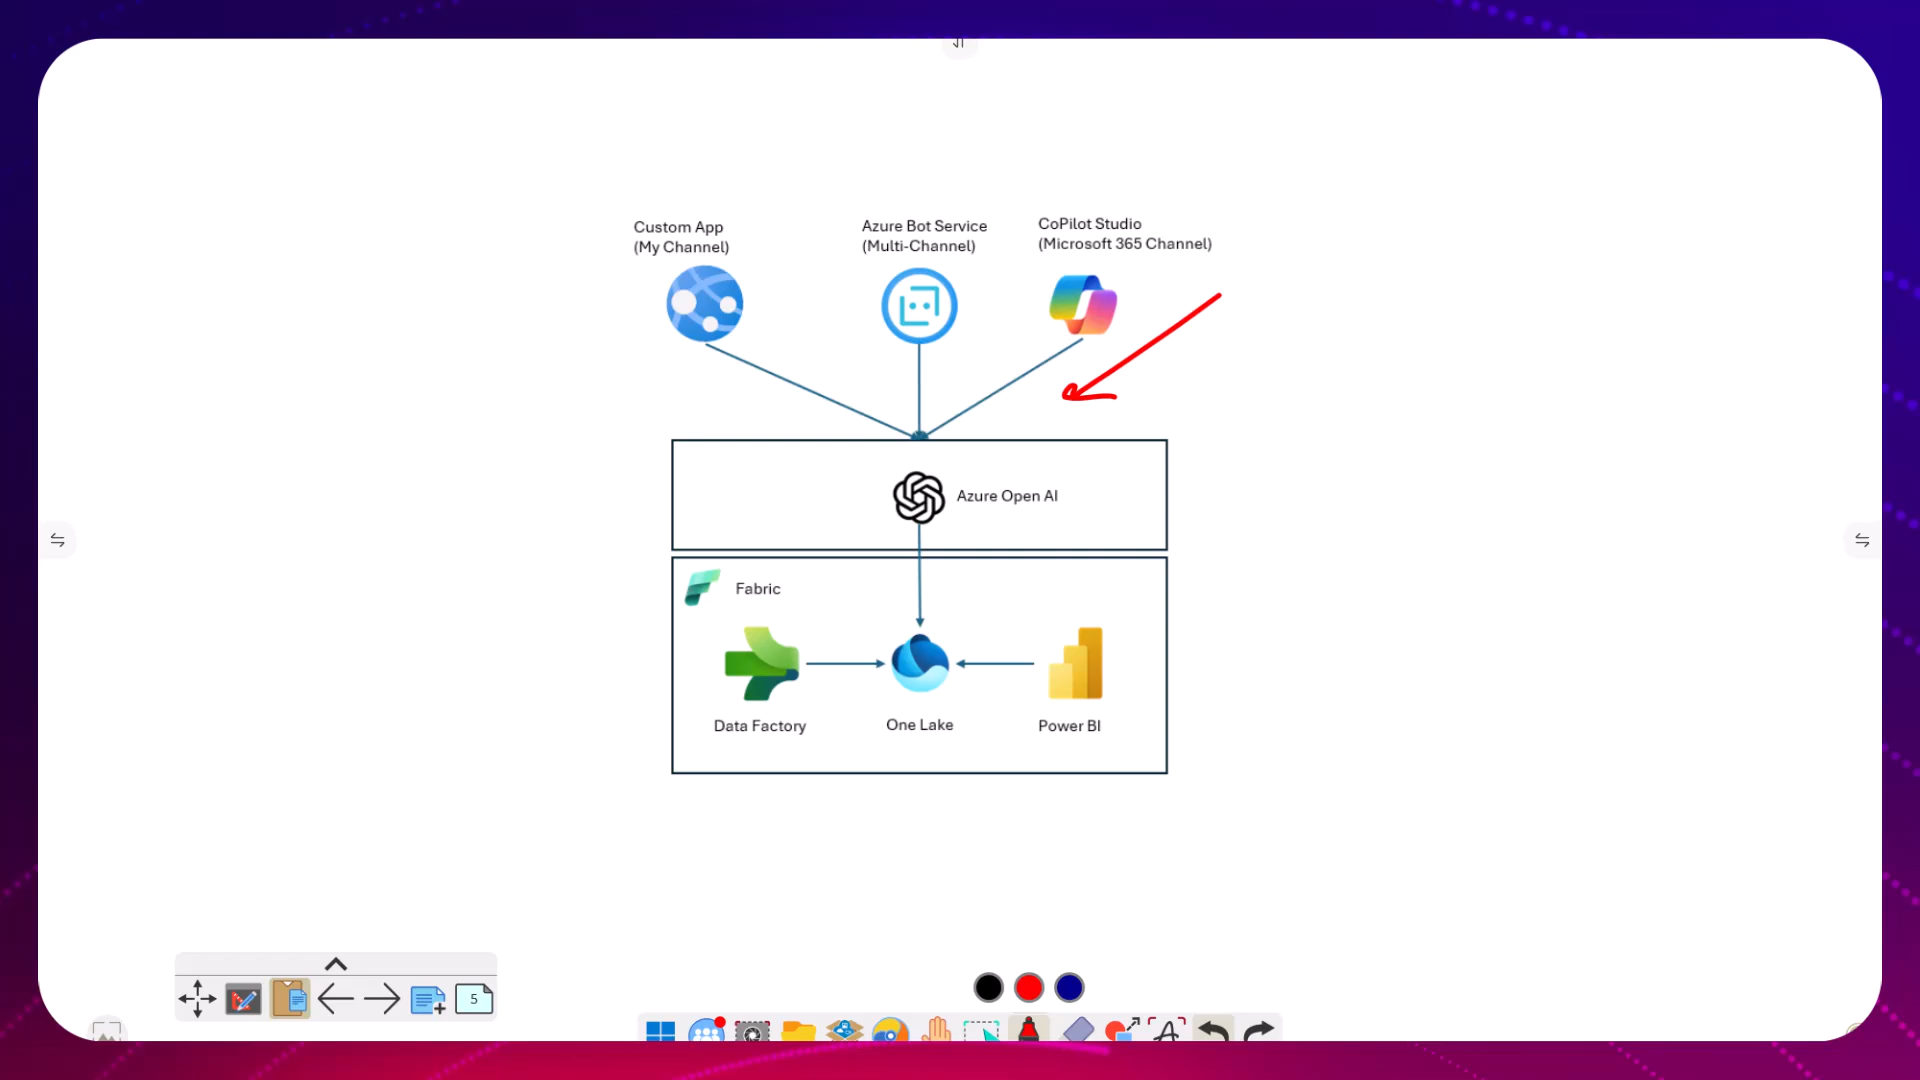 Custom App
(My Channel)
Azure Bot Service
(Multi-Channel)
CoPilot Studio
(Microsoft 365 Channel)
Azure Open AI
Fabric
Data Factory
One Lake
Power BI
5